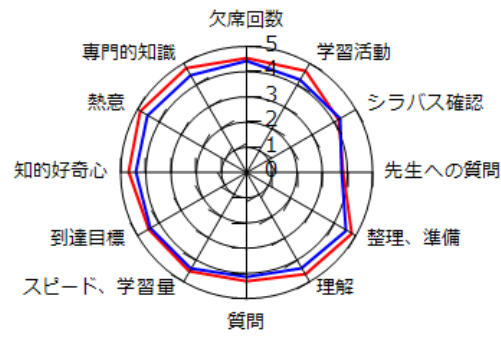 欠席回数
学習活動
シラバス確認
先生への質問
整理、準備
理解
質問
スピード、学習量
到達目標
知的好奇心
熱意
専門的知識
5
4
3
2
1
0